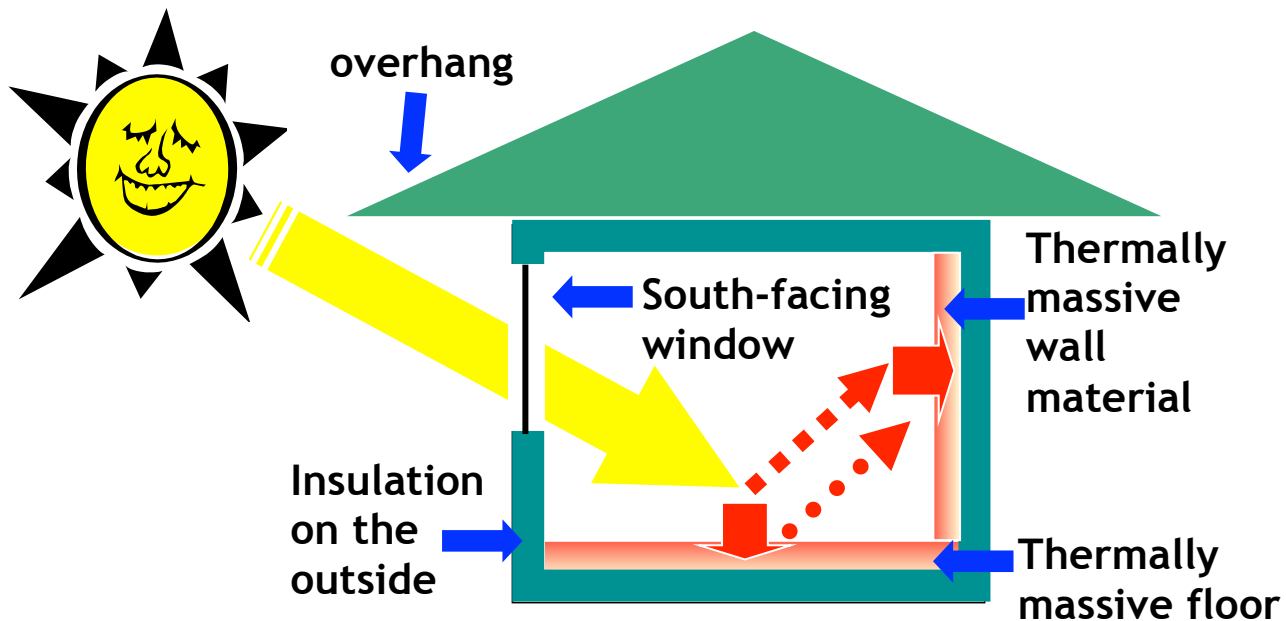 overhang
South-facing
window
Thermally
massive
wall
material
Insulation
on the
outside
Thermally
massive floor